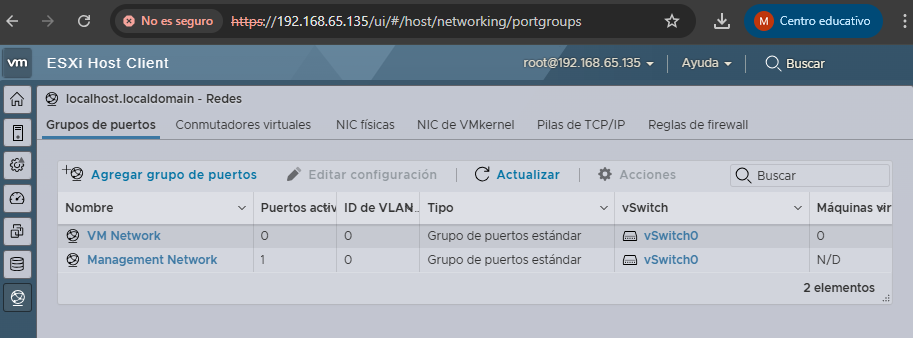 No es seguro https://192.168.65.135/ui/#/host/networking/portgroups M Centro educativo
vm ESXi Host Client root@192.168.65.135 Ayuda Buscar
localhost.localdomain - Redes
Grupos de puertos Conmutadores virtuales NIC físicas NIC de VMkernel Pilas de TCP/IP Reglas de firewall
Agregar grupo de puertos Editar configuración Actualizar Acciones Buscar
Nombre Puertos activ ID de VLAN... Tipo vSwitch Máquinas vir
VM Network 0 0 Grupo de puertos estándar vSwitch0 0
Management Network 1 0 Grupo de puertos estándar vSwitch0 N/D
2 elementos